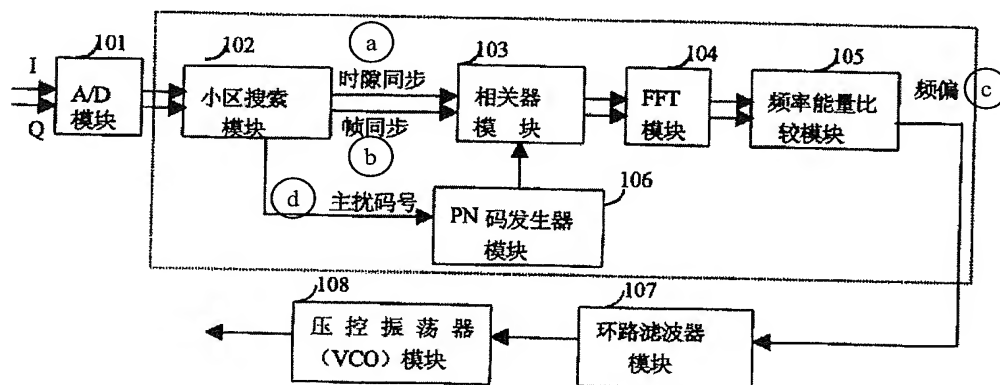 101
I
Q
A/D
模块
102
小区搜索
模块
a
时隙同步
帧同步
b
103
相关器
模 块
104
FFT
模块
105
频率能量比
较模块
频偏
c
d
主扰码号
106
PN 码发生器
模块
108
压 控 振 荡 器
（VCO）模块
107
环路滤波器
模块